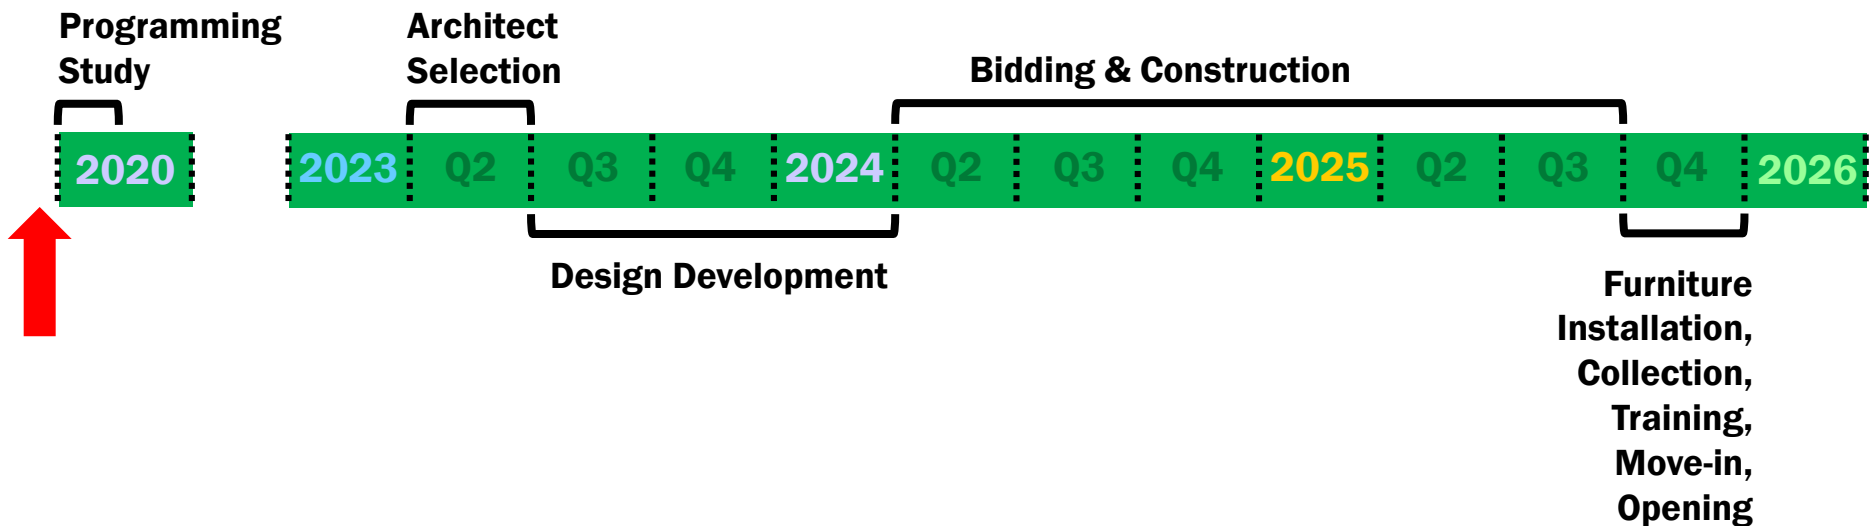 Programming
Study
Architect
Selection
Bidding & Construction
2020
2023 Q2 Q3 Q4 2024 Q2 Q3 Q4 2025 Q2 Q3 Q4 2026
Design Development
Furniture
Installation,
Collection,
Training,
Move-in,
Opening